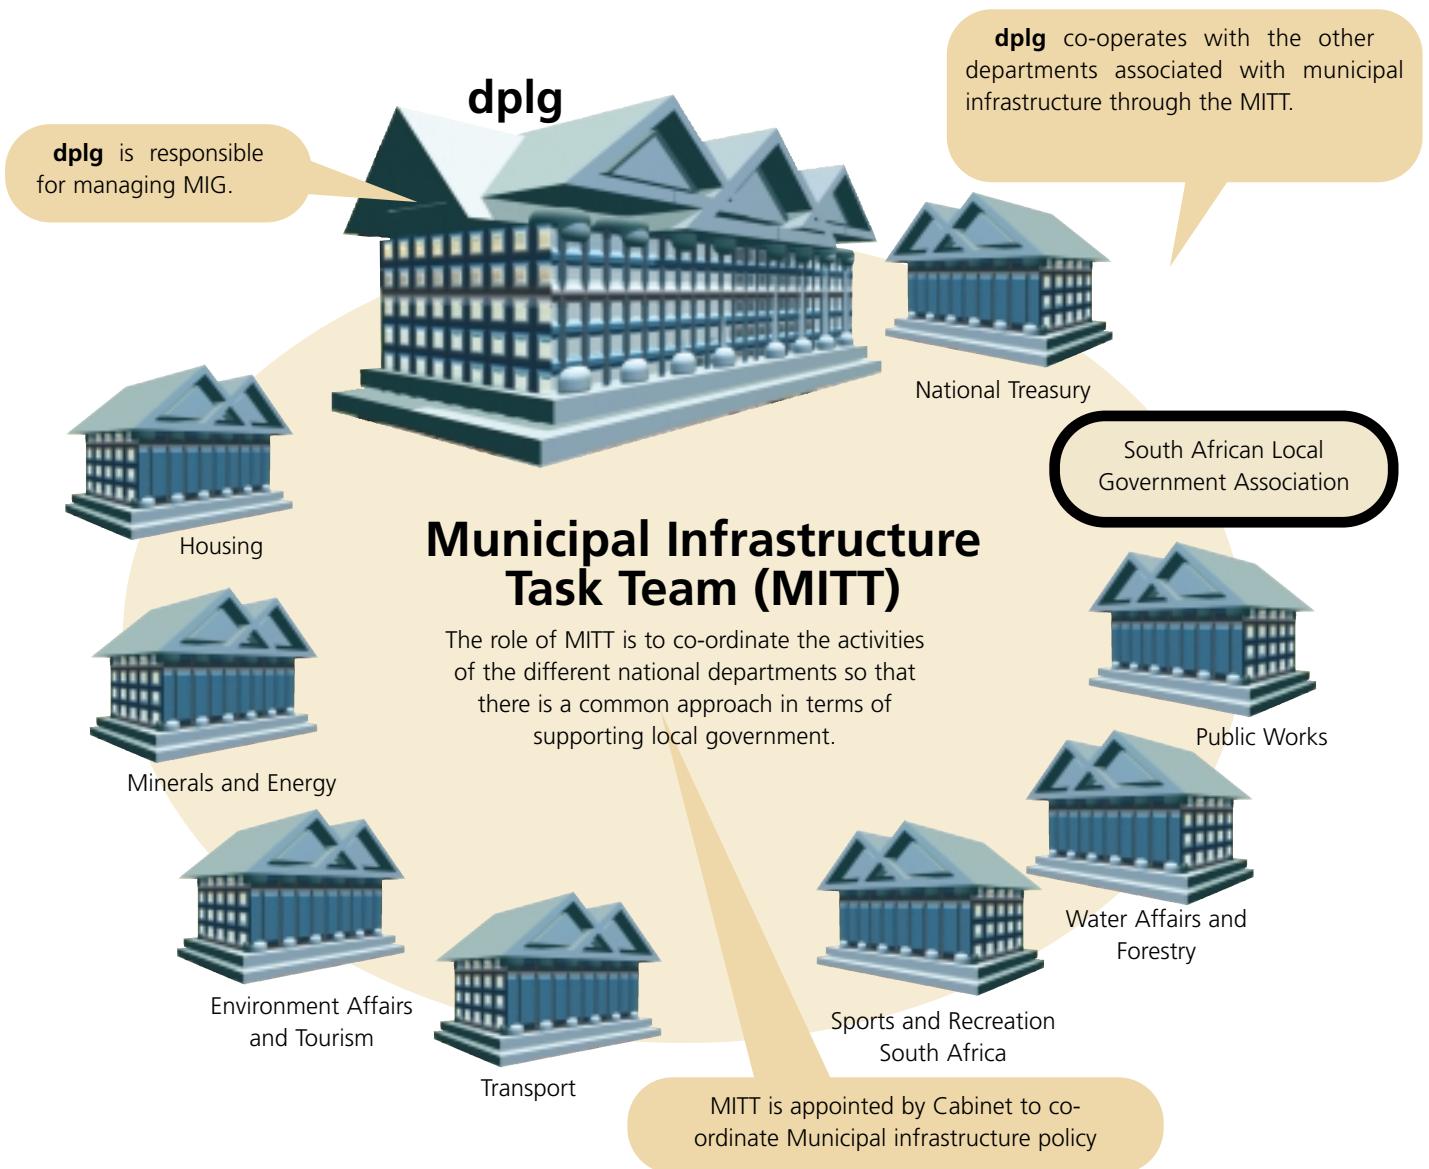 dplg co-operates with the other
departments associated with municipal
infrastructure through the MITT.
dplg
dplg is responsible
for managing MIG.
National Treasury
South African Local
Government Association
Housing
Municipal Infrastructure
Task Team (MITT)
The role of MITT is to co-ordinate the activities
of the different national departments so that
there is a common approach in terms of
supporting local government.
Public Works
Minerals and Energy
Water Affairs and
Forestry
Environment Affairs
and Tourism
Sports and Recreation
South Africa
Transport
MITT is appointed by Cabinet to co-
ordinate Municipal infrastructure policy